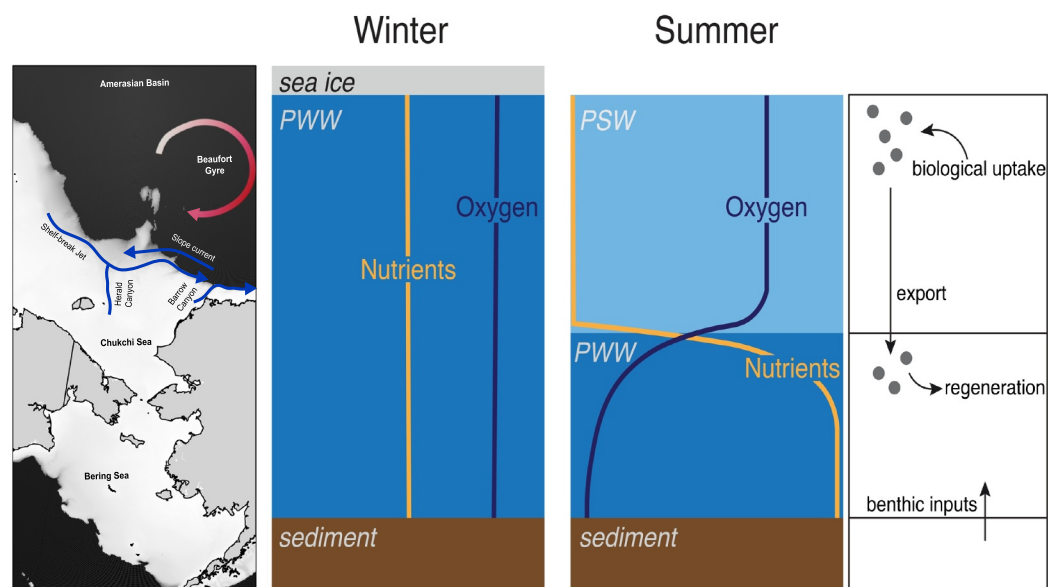 Winter
Summer
Amerasian Basin
Beaufort
Gyre
Shelf-break Jet
Slope current
Herald
Canyon
Barrow
Canyon
Chukchi Sea
Bering Sea
sea ice
PWW
Oxygen
Nutrients
sediment
PSW
Oxygen
PWW
Nutrients
sediment
biological uptake
export
regeneration
benthic inputs